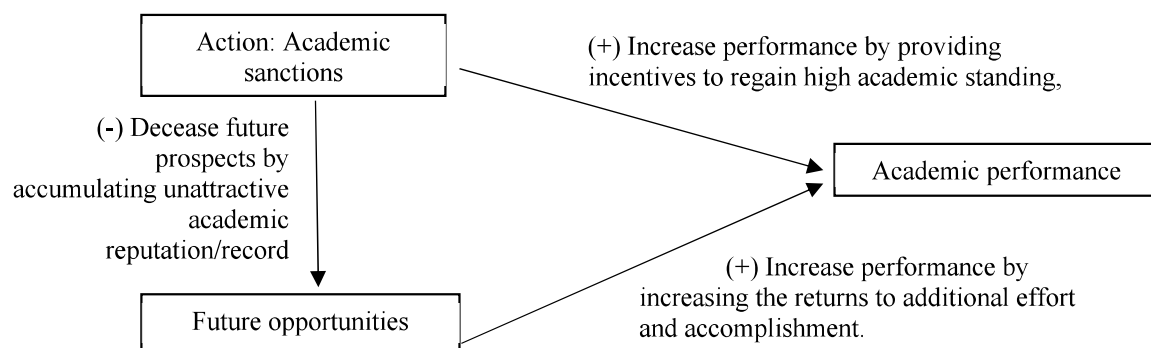 Action: Academic
sanctions
(+) Increase performance by providing
incentives to regain high academic standing,
(-) Decease future
prospects by
accumulating unattractive
academic
reputation/record
Academic performance
(+) Increase performance by
increasing the returns to additional effort
and accomplishment.
Future opportunities